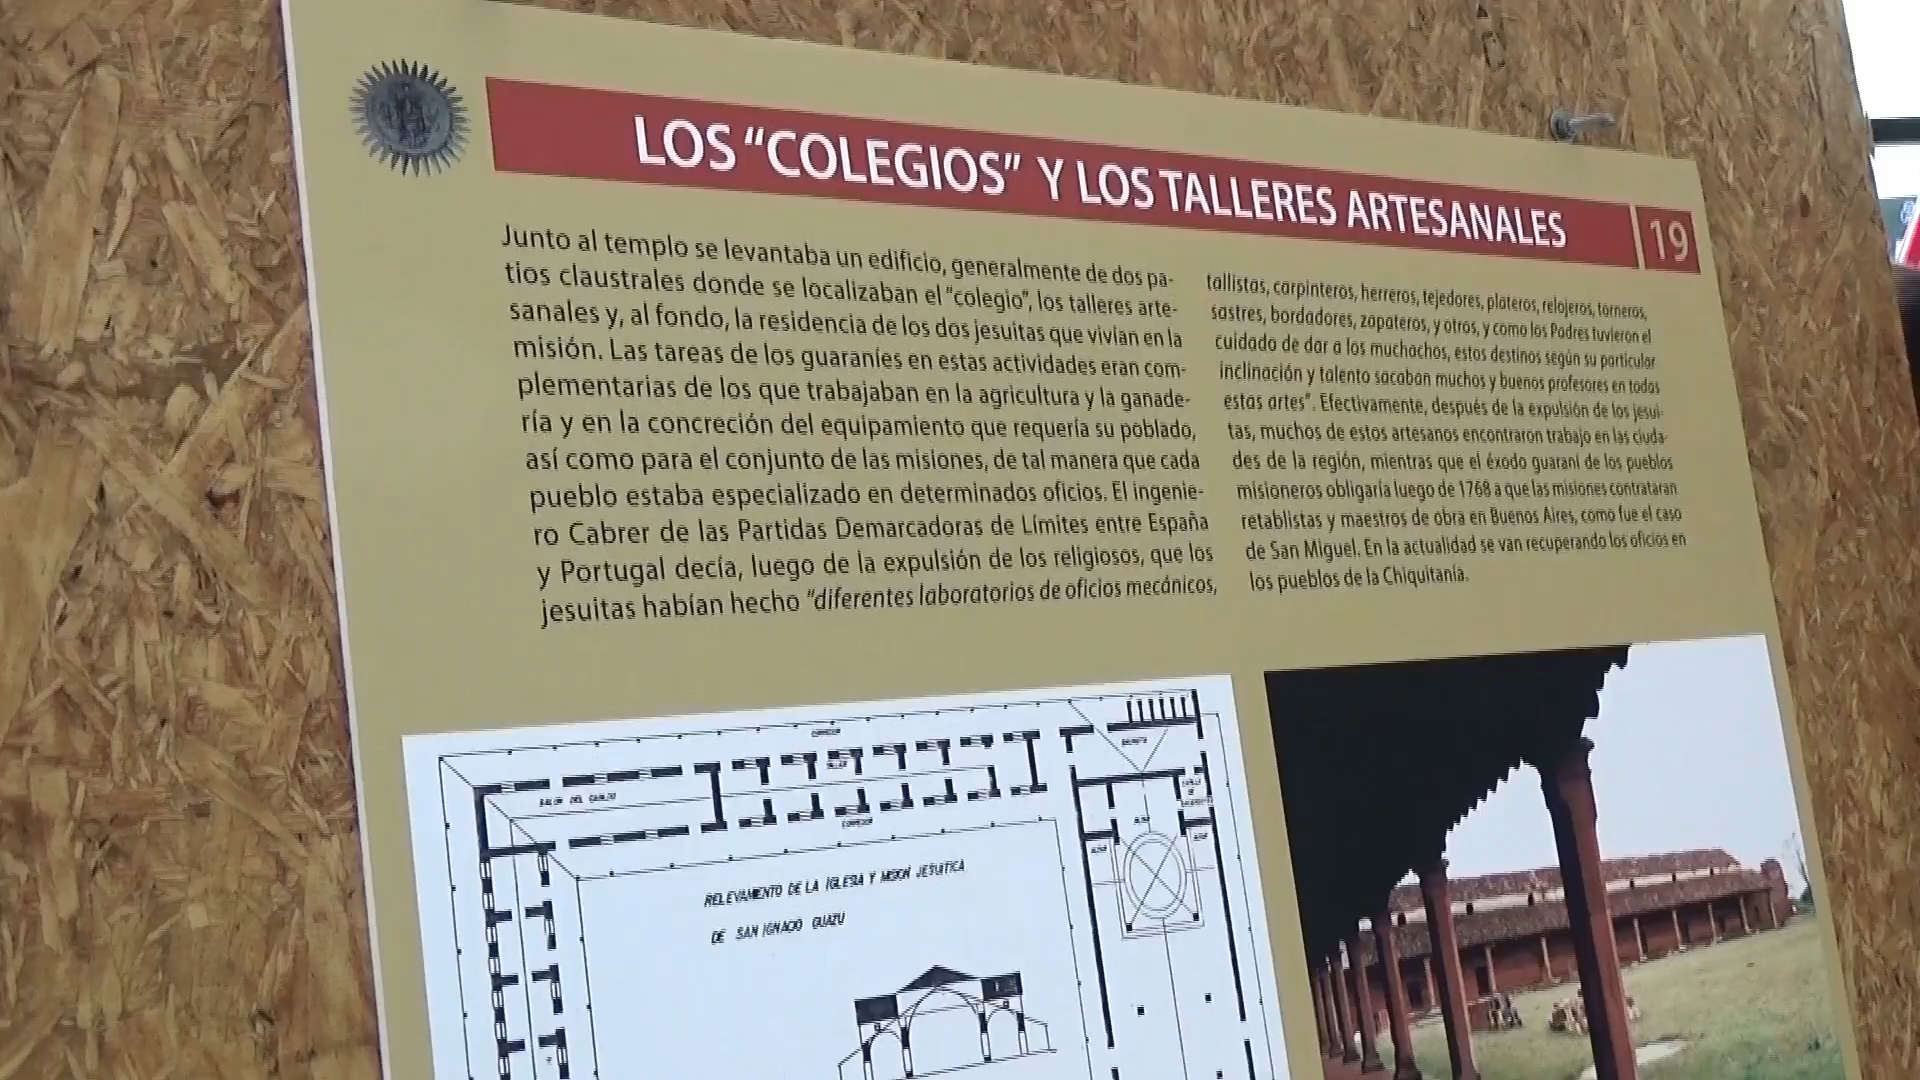 LOS “COLEGIOS” Y LOS TALLERES ARTESANALES
19
Junto al templo se levantaba un edificio, generalmente de dos pa-
tios claustrales donde se localizaban el "colegio", los talleres arte-
sanales y, al fondo, la residencia de los dos jesuitas que vivían en la
misión. Las tareas de los guaraníes en estas actividades eran com-
plementarias de los que trabajaban en la agricultura y la ganade-
ría y en la concreción del equipamiento que requería su poblado,
así como para el conjunto de las misiones, de tal manera que cada
pueblo estaba especializado en determinados oficios. El ingenie-
ro Cabrer de las Partidas Demarcadoras de Límites entre España
y Portugal decía, luego de la expulsión de los religiosos, que los
jesuitas habían hecho "diferentes laboratorios de oficios mecánicos,
tallistas, carpinteros, herreros, tejedores, plateros, relojeros, torneros,
sastres, bordadores, zapateros, y otros, y como los Padres tuvieron el
cuidado de dar a los muchachos, estos destinos según su particular
inclinación y talento sacaban muchos y buenos profesores en todas
estas artes". Efectivamente, después de la expulsión de los jesui-
tas, muchos de estos artesanos encontraron trabajo en las ciuda-
des de la región, mientras que el éxodo guaraní de los pueblos
misioneros obligaría luego de 1768 a que las misiones contrataran
retablistas y maestros de obra en Buenos Aires, como fue el caso
de San Miguel. En la actualidad se van recuperando los oficios en
los pueblos de la Chiquitanía.
RELEVAMIENTO DE LA IGLESIA Y MISION JESUITICA
DE SAN IGNACIO GUAZU